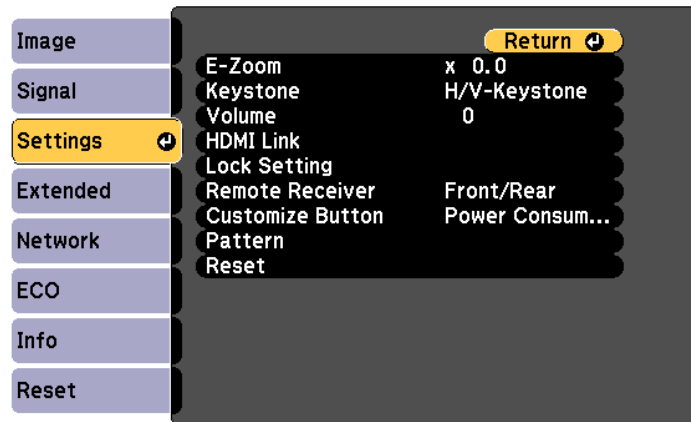 Image
Signal
Settings
Extended
Network
ECO
Info
Reset
Return
E-Zoom x 0.0
Keystone H/V-Keystone
Volume 0
HDMI Link
Lock Setting
Remote Receiver Front/Rear
Customize Button Power Consum...
Pattern
Reset